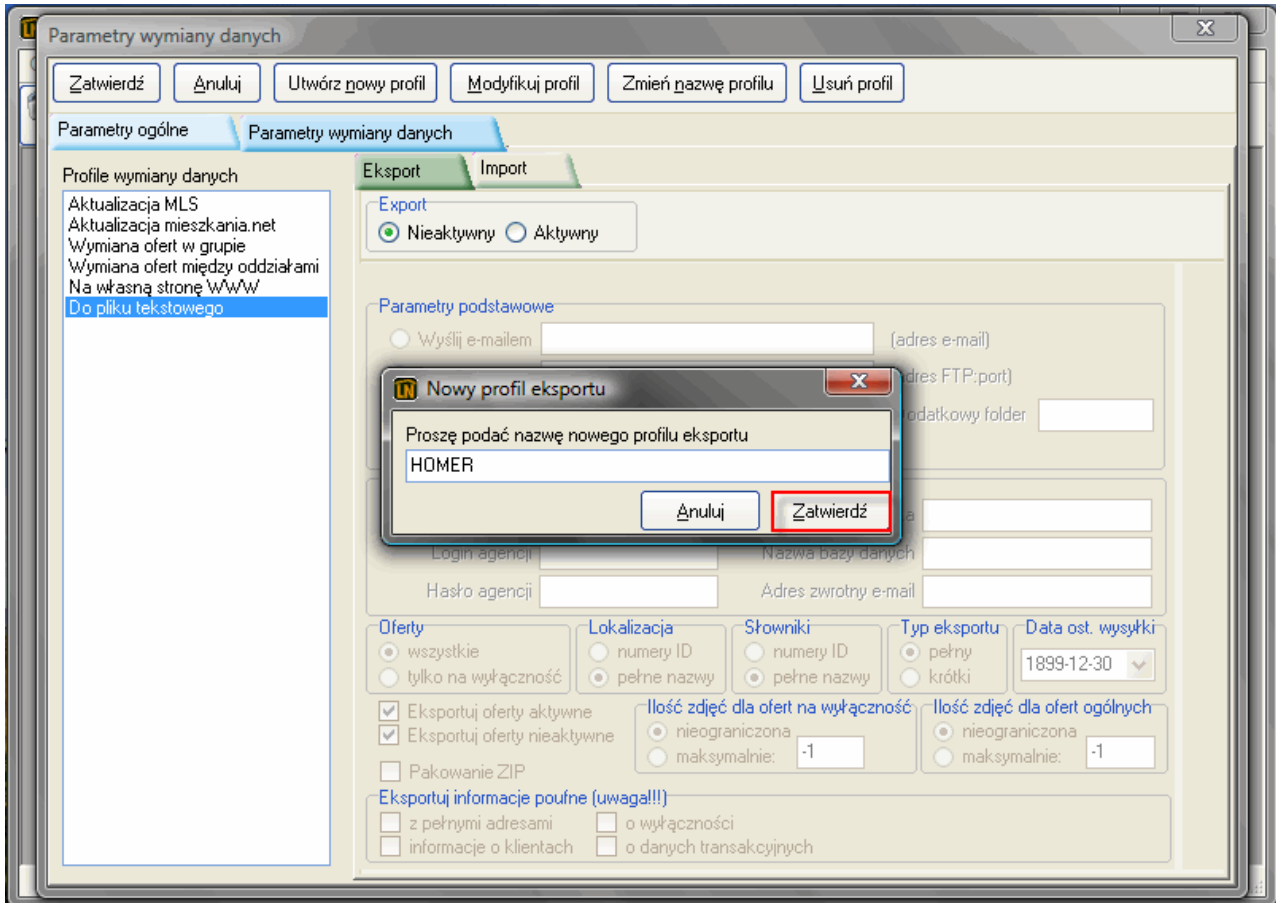 Parametry wymiany danych
Zatwierdź Anuluj Utwórz nowy profil Modyfikuj profil Zmień nazwę profilu Usuń profil
Parametry ogólne Parametry wymiany danych
Profile wymiany danych
Aktualizacja MLS
Aktualizacja mieszkania.net
Wymiana ofert w grupie
Wymiana ofert między oddziałami
Na własną stronę WWW
Do pliku tekstowego
Eksport Import
Export
Nieaktywny Aktywny
Parametry podstawowe
Wyślij e-mailem (adres e-mail)
adres FTP:port)
odatkowy folder
Nowy profil eksportu
Proszę podać nazwę nowego profilu eksportu
HOMER
Anuluj Zatwierdź
a
Login agencji Nazwa bazy danych
Hasło agencji Adres zwrotny e-mail
Oferty Lokalizacja Słowniki Typ eksportu Data ost. wysyłki
wszystkie numery ID numery ID pełny 1899-12-30
tylko na wyłączność pełne nazwy pełne nazwy krótki
Eksportuj oferty aktywne Ilość zdjęć dla ofert na wyłączność Ilość zdjęć dla ofert ogólnych
Eksportuj oferty nieaktywne nieograniczona nieograniczona
maksymalnie: -1 maksymalnie: -1
Pakowanie ZIP
Eksportuj informacje poufne (uwaga!!!)
z pełnymi adresami o wyłączności
informacje o klientach o danych transakcyjnych